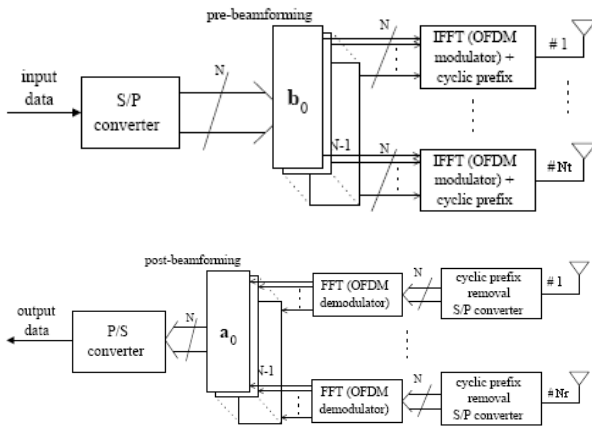 pre-beamforming
N
IFFT (OFDM
modulator) +
cyclic prefix
# 1
input
data
N
S/P
converter
b0
N-1
N
IFFT (OFDM
modulator) +
cyclic prefix
# Nt
post-beamforming
N
FFT (OFDM
demodulator)
N
cyclic prefix
removal
S/P converter
# 1
output
data
P/S
converter
N
a0
N-1
N
FFT (OFDM
demodulator)
N
cyclic prefix
removal
S/P converter
# Nr